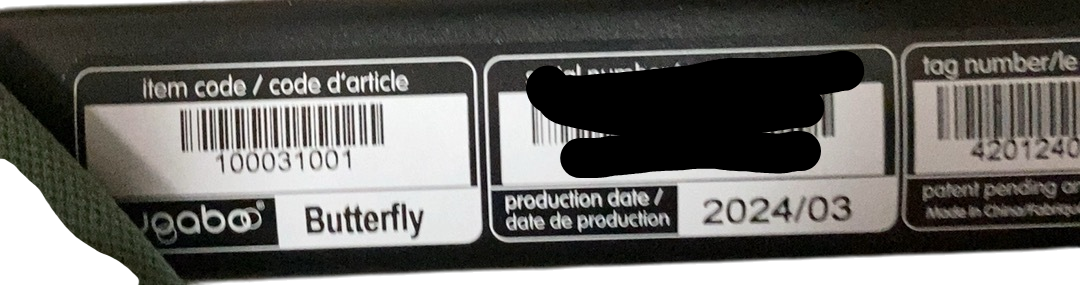 item code / code d'article
100031001
Butterfly
production date /
date de production
2024/03
tag number/le
4201240
patent pending
Made in China/